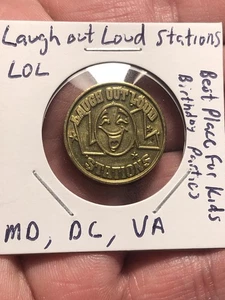 Laugh out Loud Stations
LOL
Best Place For Kids
Birthday Parties
LAUGH OUT LOUD
LOL
STATIONS
MD, DC, VA